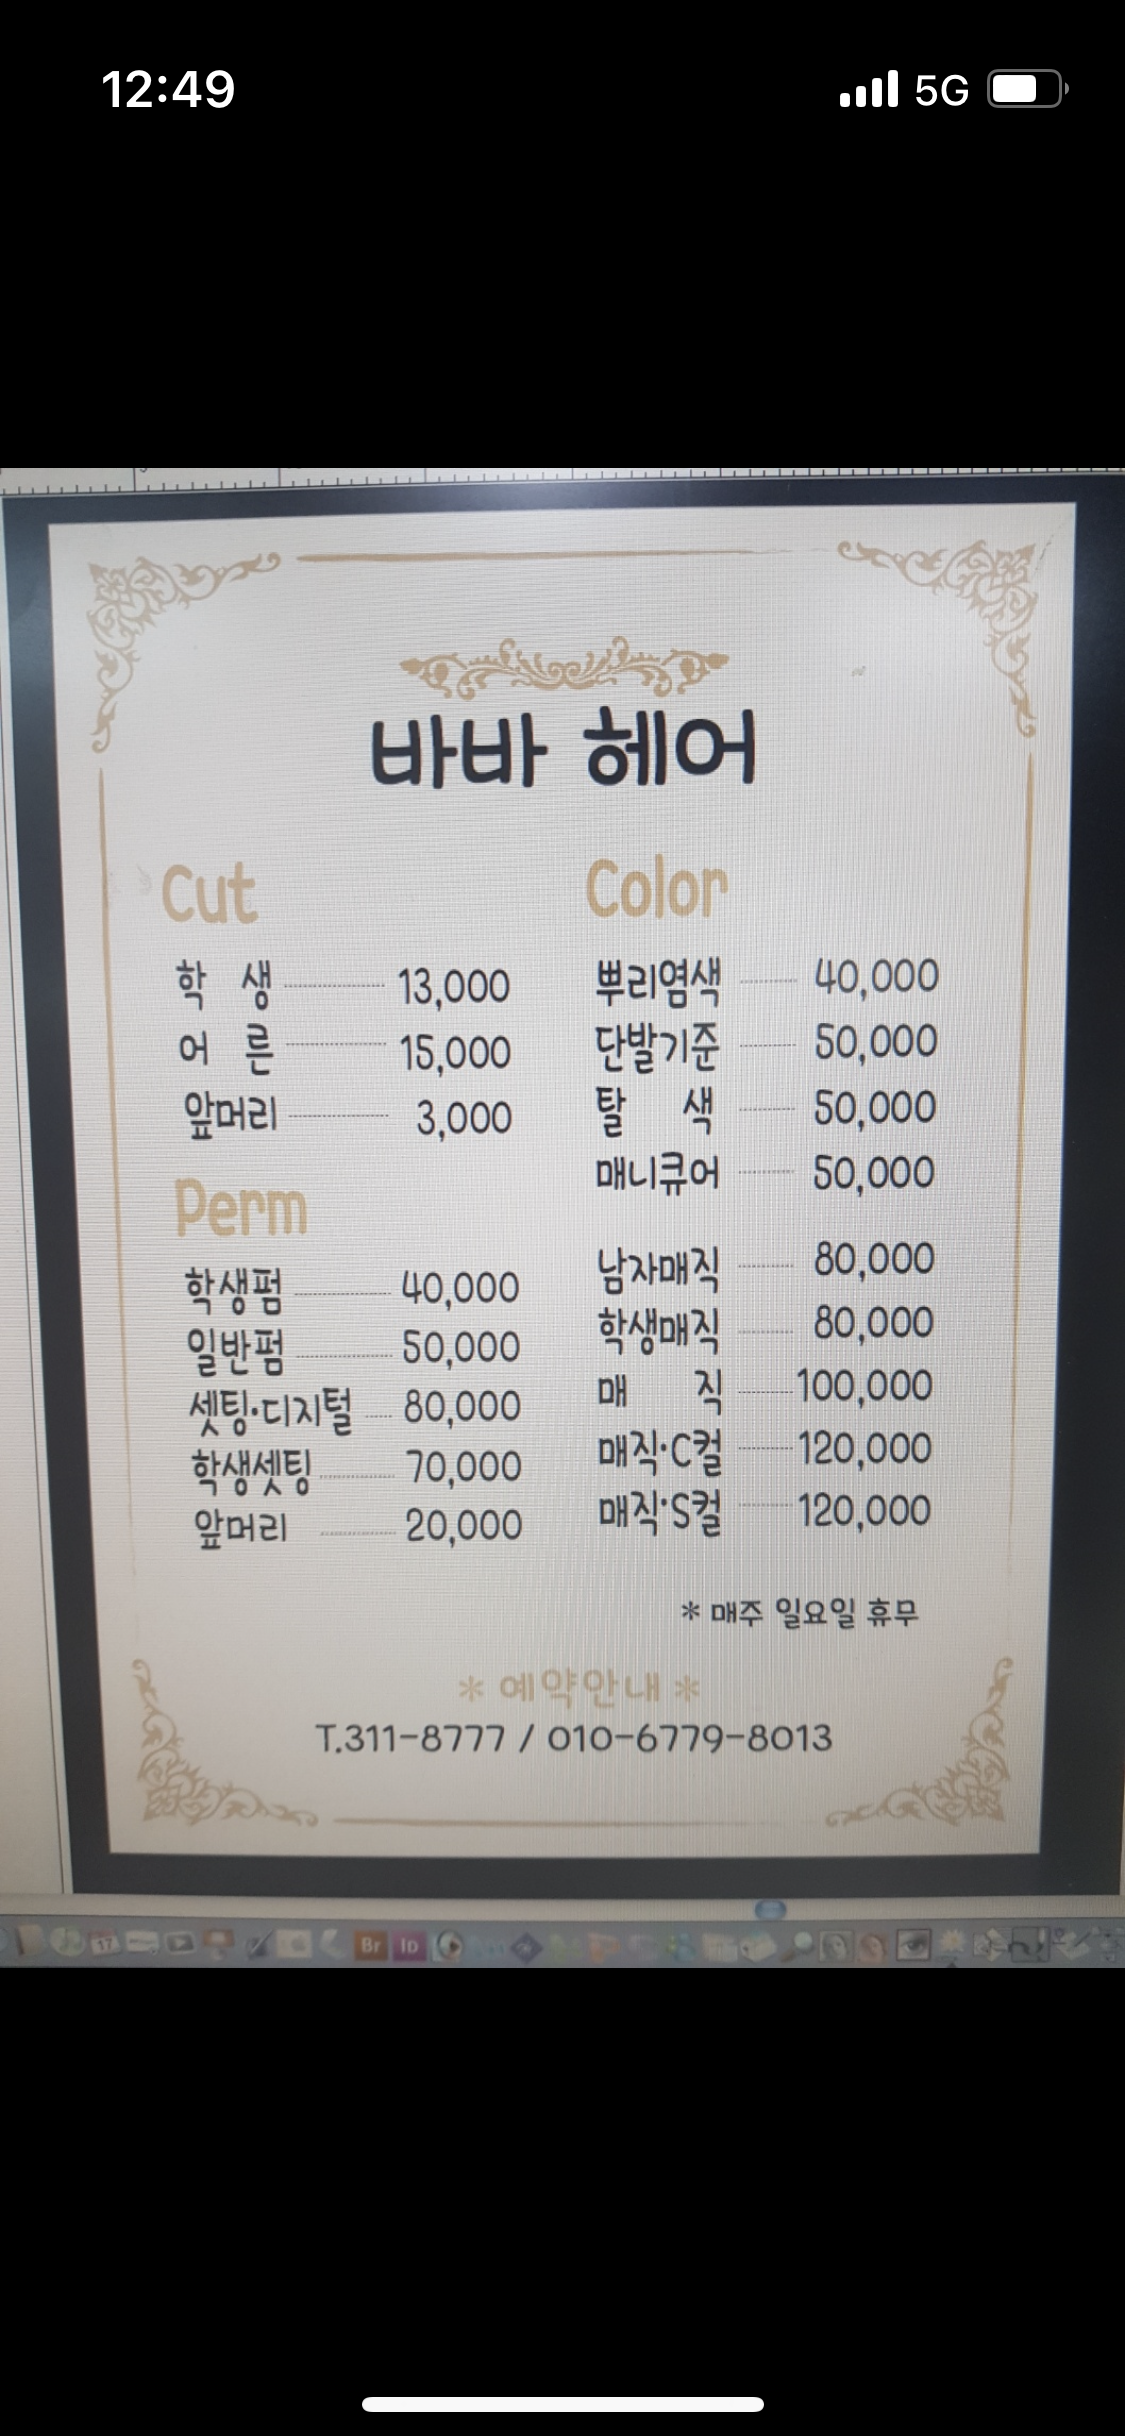 12:49 5G
바바 헤어
Cut
학 생 13,000
어 른 15,000
앞머리 3,000
Perm
학생펌 40,000
일반펌 50,000
셋팅·디지털 80,000
학생셋팅 70,000
앞머리 20,000
Color
뿌리염색 40,000
단발기준 50,000
탈 색 50,000
매니큐어 50,000
남자매직 80,000
학생매직 80,000
매 직 100,000
매직·C컬 120,000
매직·S컬 120,000
* 매주 일요일 휴무
* 예약안내 *
T.311-8777 / 010-6779-8013
17
Br ID